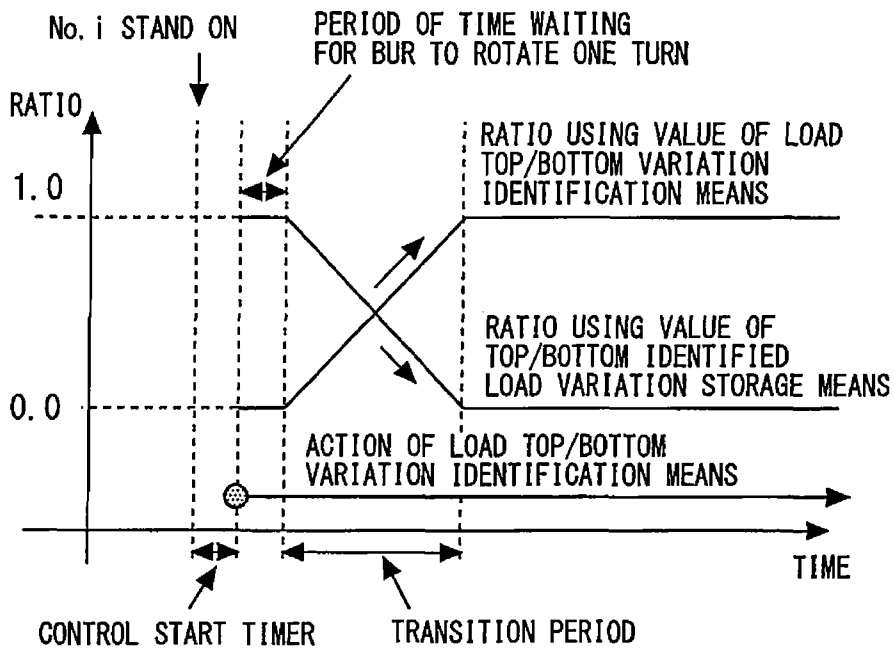 No. i STAND ON
PERIOD OF TIME WAITING
FOR BUR TO ROTATE ONE TURN
RATIO
RATIO USING VALUE OF LOAD
TOP/BOTTOM VARIATION
IDENTIFICATION MEANS
1.0
RATIO USING VALUE OF
TOP/BOTTOM IDENTIFIED
LOAD VARIATION STORAGE MEANS
0.0
ACTION OF LOAD TOP/BOTTOM
VARIATION IDENTIFICATION MEANS
TIME
CONTROL START TIMER
TRANSITION PERIOD